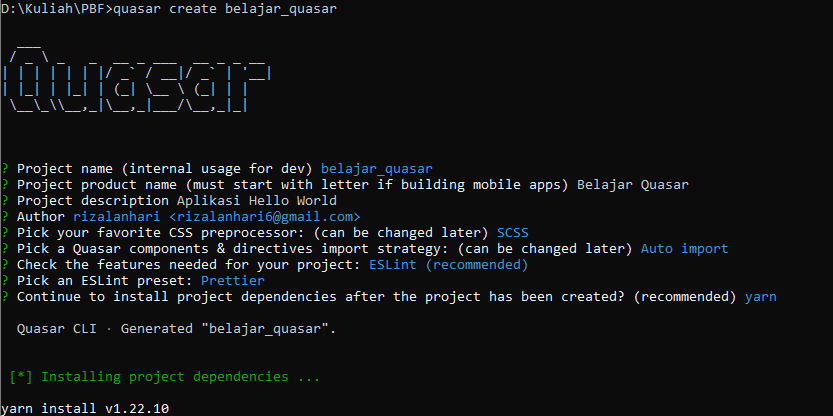 D:\Kuliah\PBF>quasar create belajar_quasar
Quasar
? Project name (internal usage for dev) belajar_quasar
? Project product name (must start with letter if building mobile apps) Belajar Quasar
? Project description Aplikasi Hello World
? Author rizalanhari <rizalanhari6@gmail.com>
? Pick your favorite CSS preprocessor: (can be changed later) SCSS
? Pick a Quasar components & directives import strategy: (can be changed later) Auto import
? Check the features needed for your project: ESLint (recommended)
? Pick an ESLint preset: Prettier
? Continue to install project dependencies after the project has been created? (recommended) yarn
Quasar CLI · Generated "belajar_quasar".
[*] Installing project dependencies ...
yarn install v1.22.10